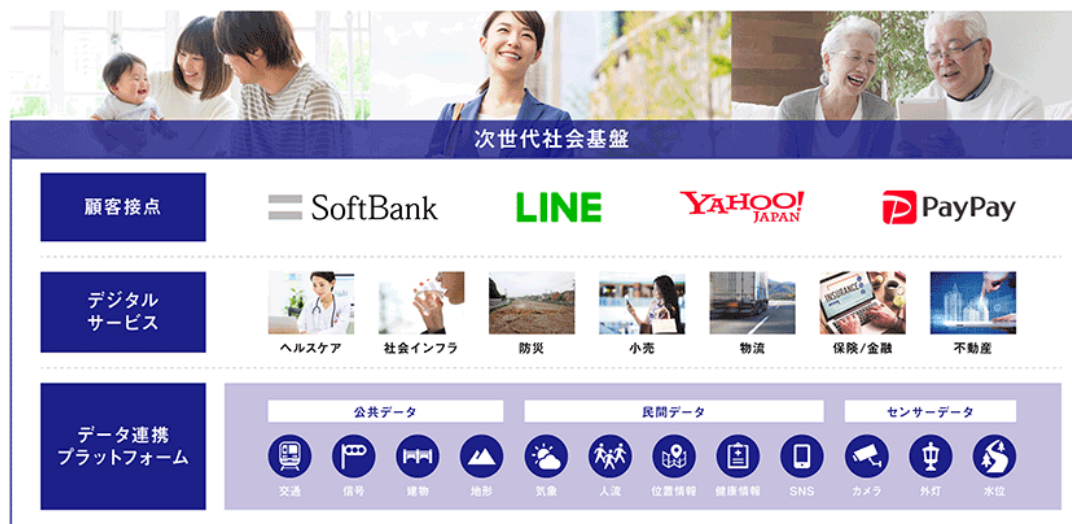 次世代社会基盤
顧客接点
SoftBank
LINE
YAHOO!
JAPAN
PayPay
デジタル
サービス
INSURANCE
ヘルスケア
社会インフラ
防災
小売
物流
保険/金融
不動産
データ連携
プラットフォーム
公共データ
民間データ
センサーデータ
交通
信号
建物
地形
気象
人流
位置情報
健康情報
SNS
カメラ
外灯
水位